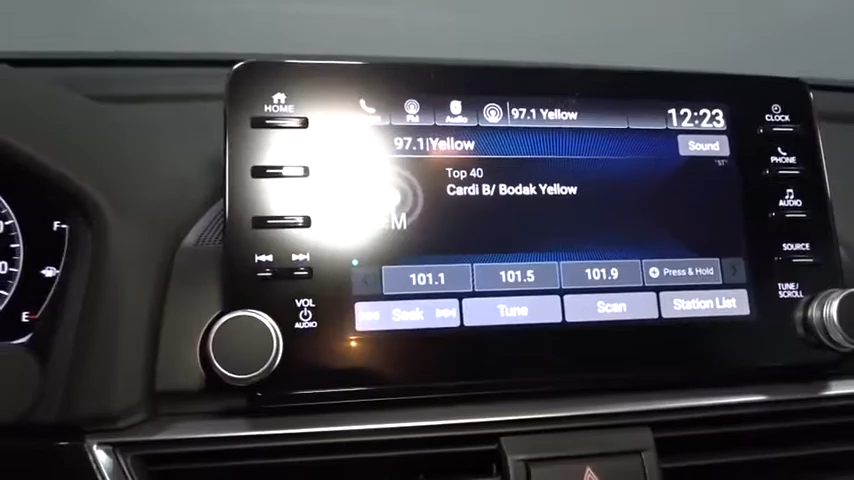 HOME
FM
Audio
97.1 Yellow
12:23
CLOCK
97.1|Yellow
Sound
PHONE
Top 40
ST
Cardi B/ Bodak Yellow
AUDIO
FM
SOURCE
101.1
101.5
101.9
Press & Hold
VOL
AUDIO
TUNE/
SCROLL
Seek
Tune
Scan
Station List
F
E